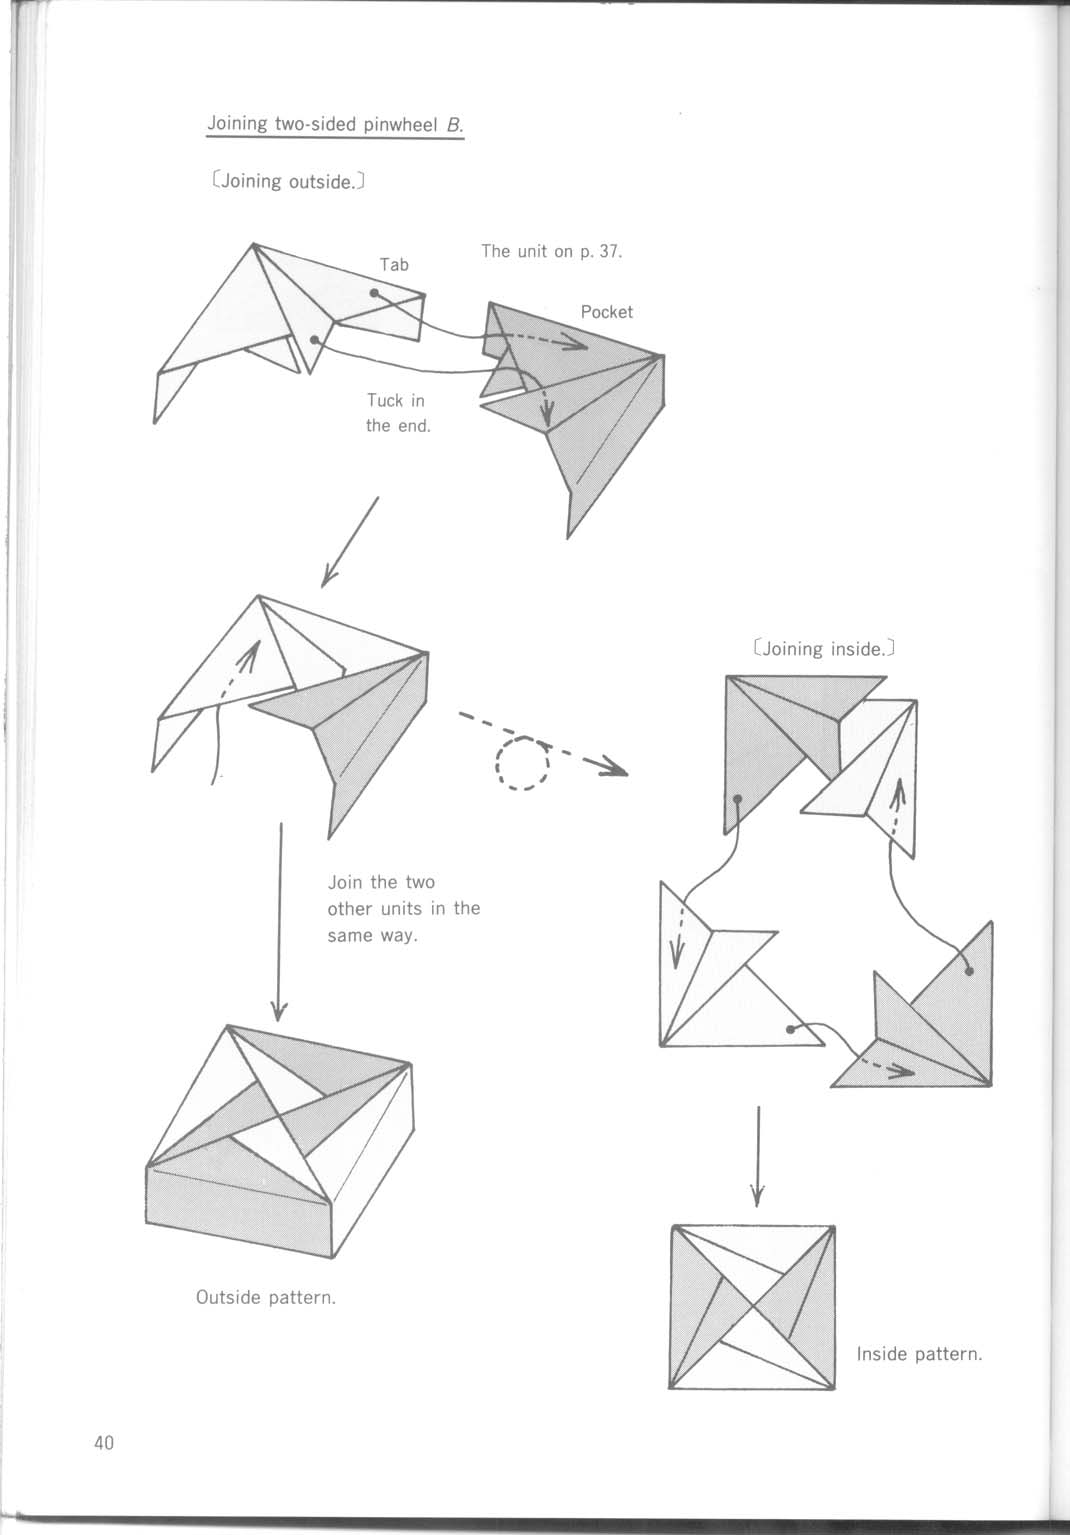 Joining two-sided pinwheel B.
〔Joining outside.〕
Tab
The unit on p. 37.
Pocket
Tuck in
the end.
〔Joining inside.〕
Join the two
other units in the
same way.
Outside pattern.
Inside pattern.
40